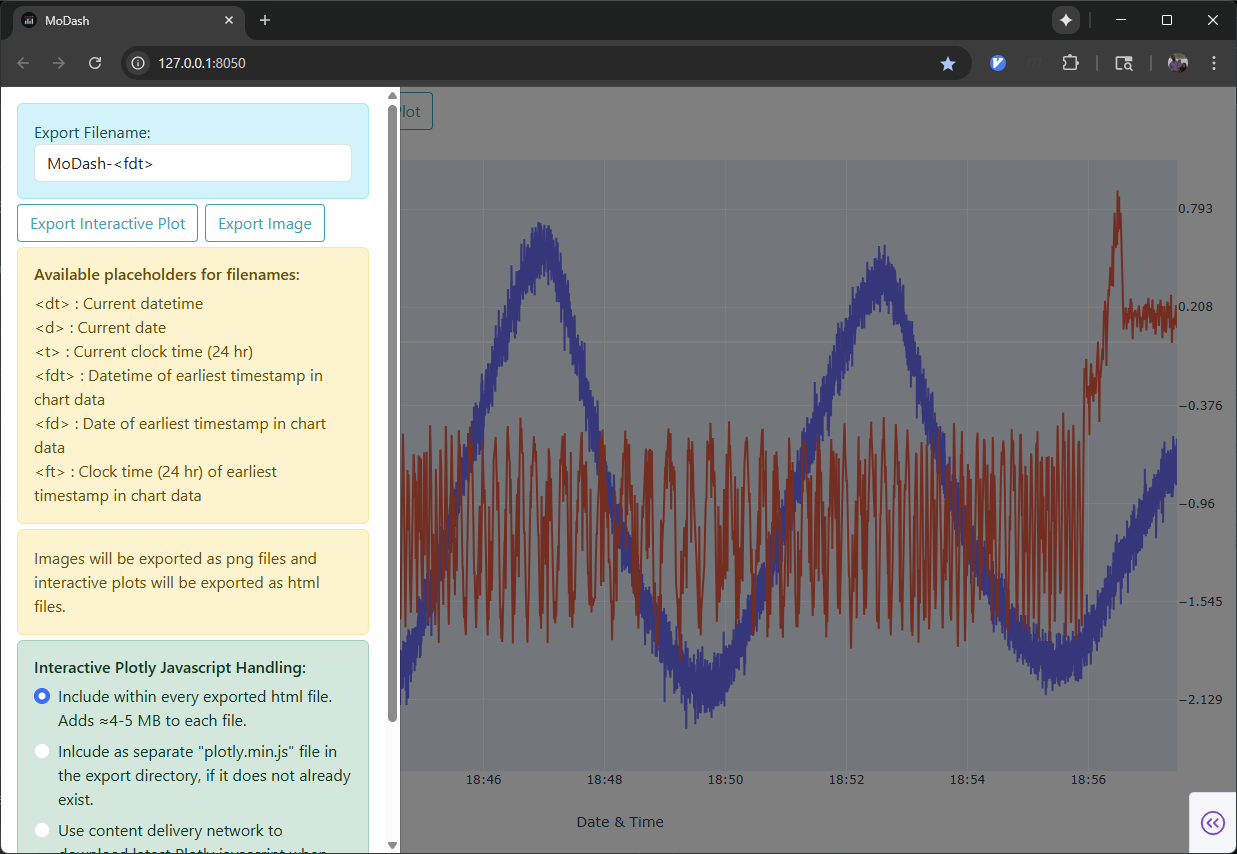 MoDash
127.0.0.1:8050
Export Filename:
MoDash-<fdt>
Export Interactive Plot
Export Image
Available placeholders for filenames:
<dt> : Current datetime
<d> : Current date
<t> : Current clock time (24 hr)
<fdt> : Datetime of earliest timestamp in
chart data
<fd> : Date of earliest timestamp in chart
data
<ft> : Clock time (24 hr) of earliest
timestamp in chart data
Images will be exported as png files and
interactive plots will be exported as html
files.
Interactive Plotly Javascript Handling:
Include within every exported html file.
Adds ≈4-5 MB to each file.
Inlcude as separate "plotly.min.js" file in
the export directory, if it does not already
exist.
Use content delivery network to
download latest Plotly javascript when
lot
0.793
0.208
−0.376
−0.96
−1.545
−2.129
18:46
18:48
18:50
18:52
18:54
18:56
Date & Time